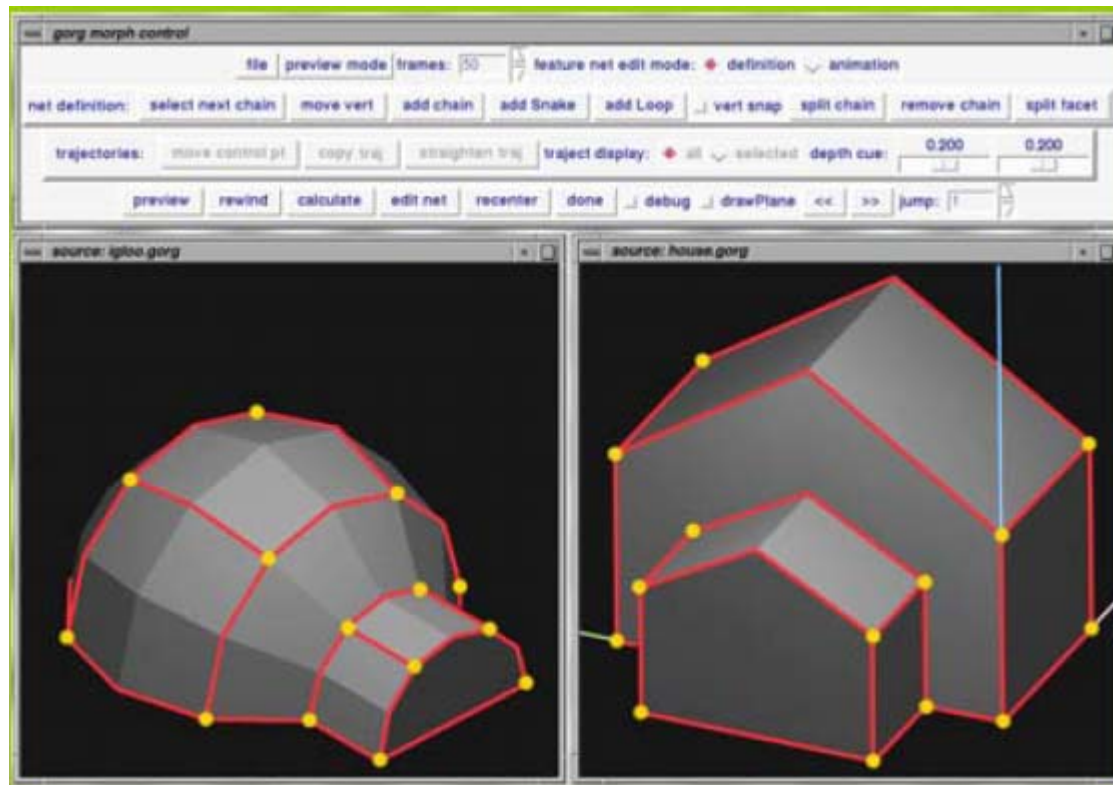 gorg morph control
file preview mode frames: 50 feature net edit mode: definition animation
net definition: select next chain move vert add chain add Snake add Loop vert snap split chain remove chain split facet
trajectories: move control pt copy traj straighten traj traject display: all selected depth cue: 0.200 0.200
preview rewind calculate edit net recenter done debug drawPlane << >> jump: 1
source: igloo.gorg
source: house.gorg